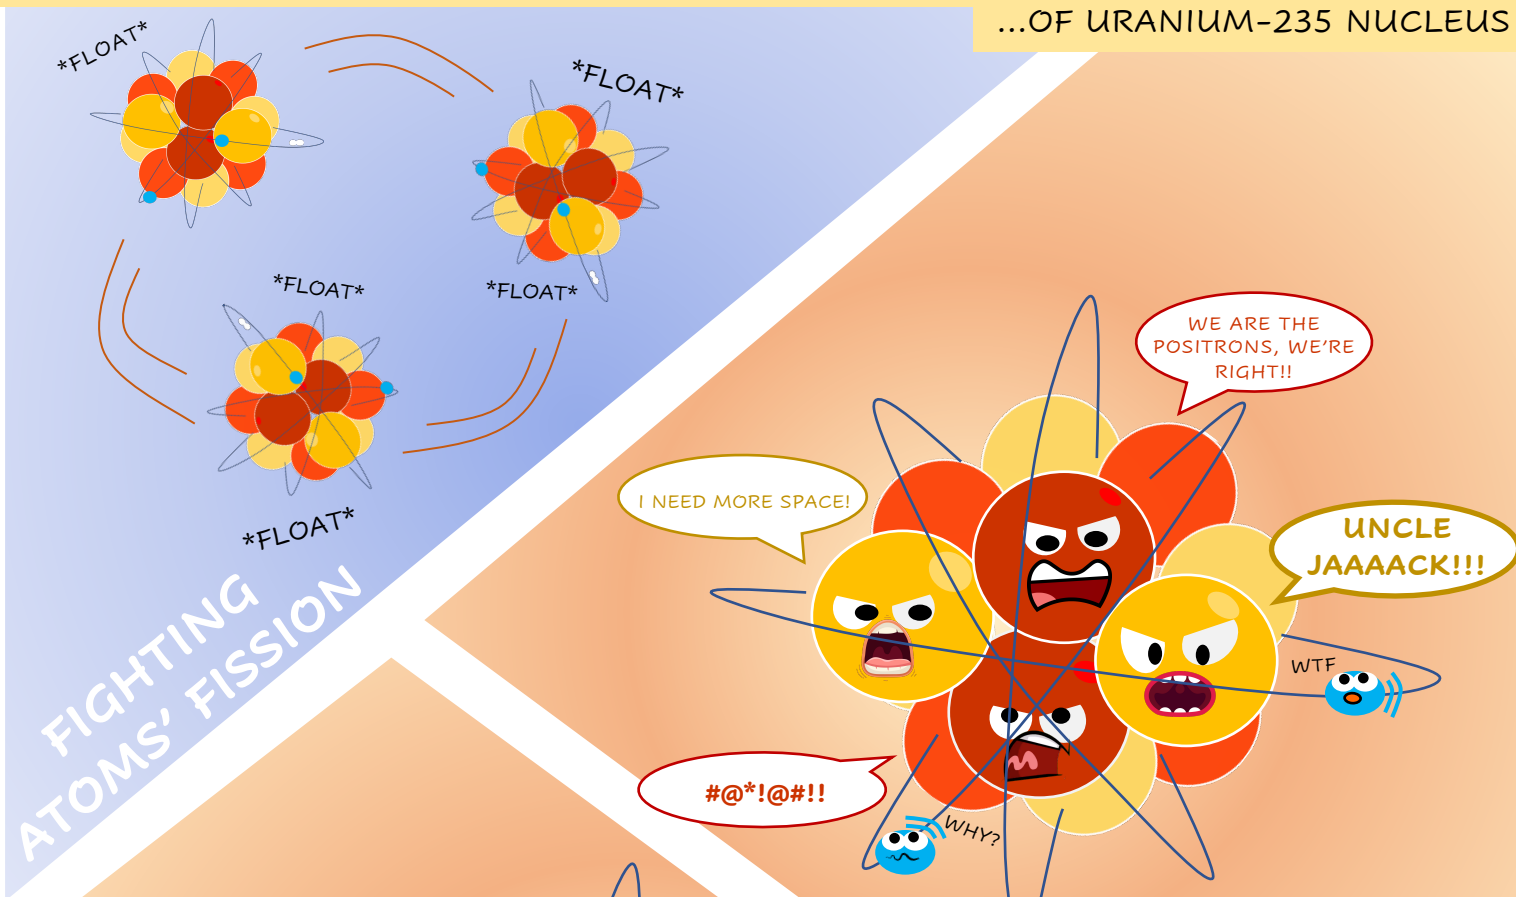 ...OF URANIUM-235 NUCLEUS
*FLOAT*
*FLOAT*
*FLOAT*
*FLOAT*
*FLOAT*
FIGHTING
ATOMS' FISSION
WE ARE THE
POSITRONS, WE'RE
RIGHT!!
I NEED MORE SPACE!
UNCLE
JAAAACK!!!
WTF
#@*!@#!!
WHY?